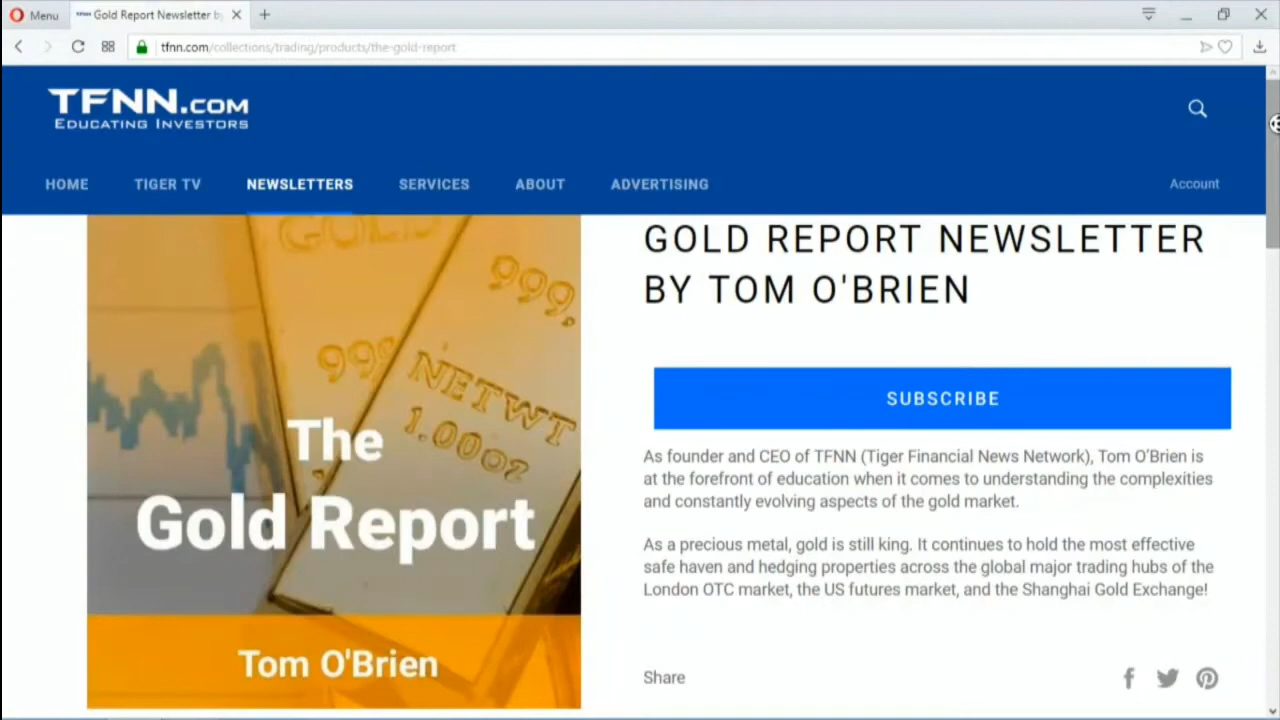 Menu
Gold Report Newsletter b
tfnn.com/collections/trading/products/the-gold-report
TFNN.COM
EDUCATING INVESTORS
HOME TIGER TV NEWSLETTERS SERVICES ABOUT ADVERTISING Account
GOLD
999,
999
NETWT
1.00oz
The
Gold Report
Tom O'Brien
GOLD REPORT NEWSLETTER
BY TOM O'BRIEN
SUBSCRIBE
As founder and CEO of TFNN (Tiger Financial News Network), Tom O'Brien is
at the forefront of education when it comes to understanding the complexities
and constantly evolving aspects of the gold market.
As a precious metal, gold is still king. It continues to hold the most effective
safe haven and hedging properties across the global major trading hubs of the
London OTC market, the US futures market, and the Shanghai Gold Exchange!
Share